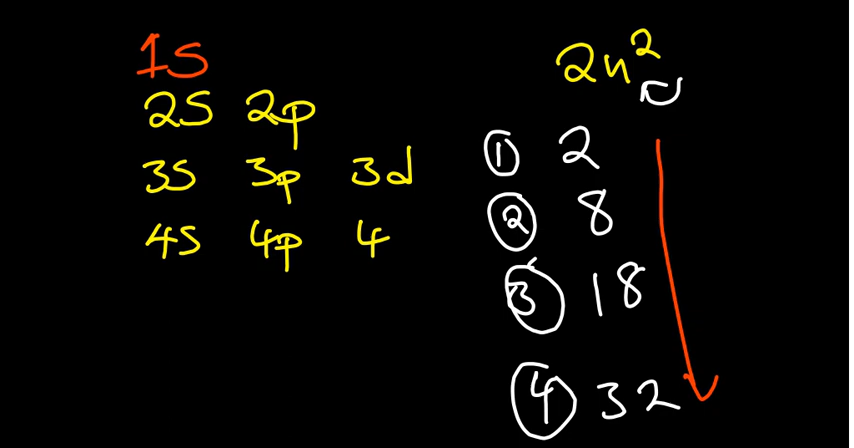 1S
2S 2p
3S 3p 3d
4S 4p 4
2n²
① 2
② 8
③ 18
④ 32